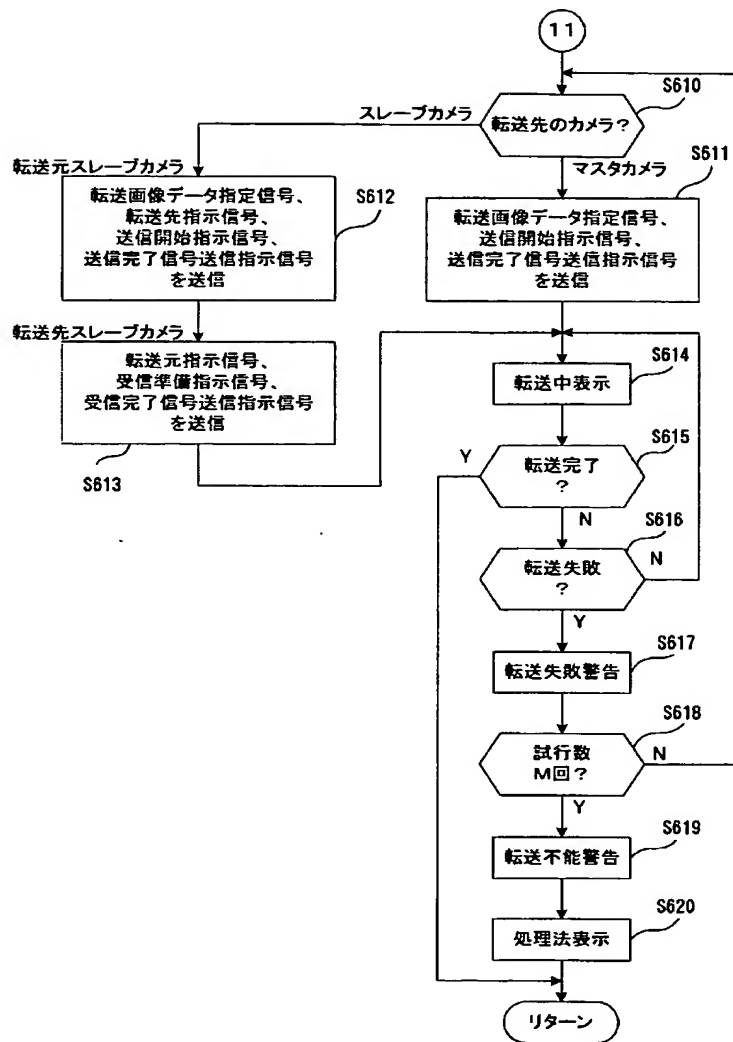 11
S610
転送先のカメラ?
スレーブカメラ
マスタカメラ
S611
転送元スレーブカメラ
S612
転送画像データ指定信号、
転送先指示信号、
送信開始指示信号、
送信完了信号送信指示信号
を送信
転送画像データ指定信号、
送信開始指示信号、
送信完了信号送信指示信号
を送信
転送先スレーブカメラ
転送元指示信号、
受信準備指示信号、
受信完了信号送信指示信号
を送信
S613
S614
転送中表示
S615
転送完了
?
Y
N
S616
転送失敗
?
N
Y
S617
転送失敗警告
S618
試行数
M回?
N
Y
S619
転送不能警告
S620
処理法表示
リターン